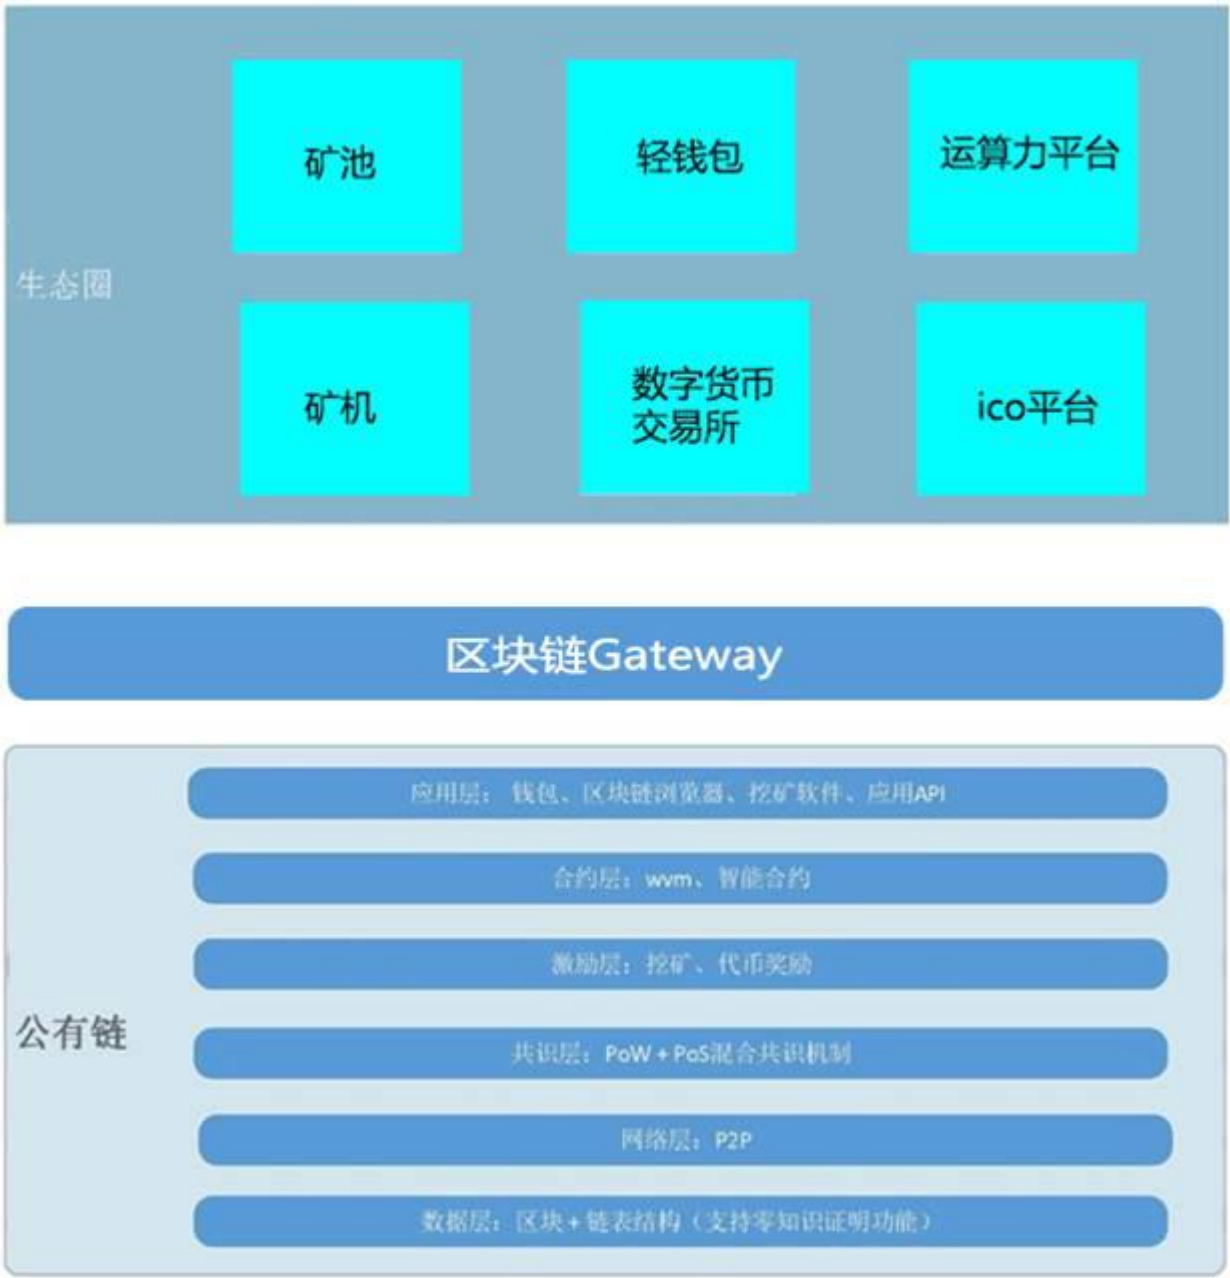 生态圈
矿池
轻钱包
运算力平台
矿机
数字货币
交易所
ico平台
区块链Gateway
公有链
应用层： 钱包、区块链浏览器、挖矿软件、应用API
合约层：wvm、智能合约
激励层：挖矿、代币奖励
共识层：PoW + PoS混合共识机制
网络层：P2P
数据层：区块 + 链表结构（支持零知识证明功能）